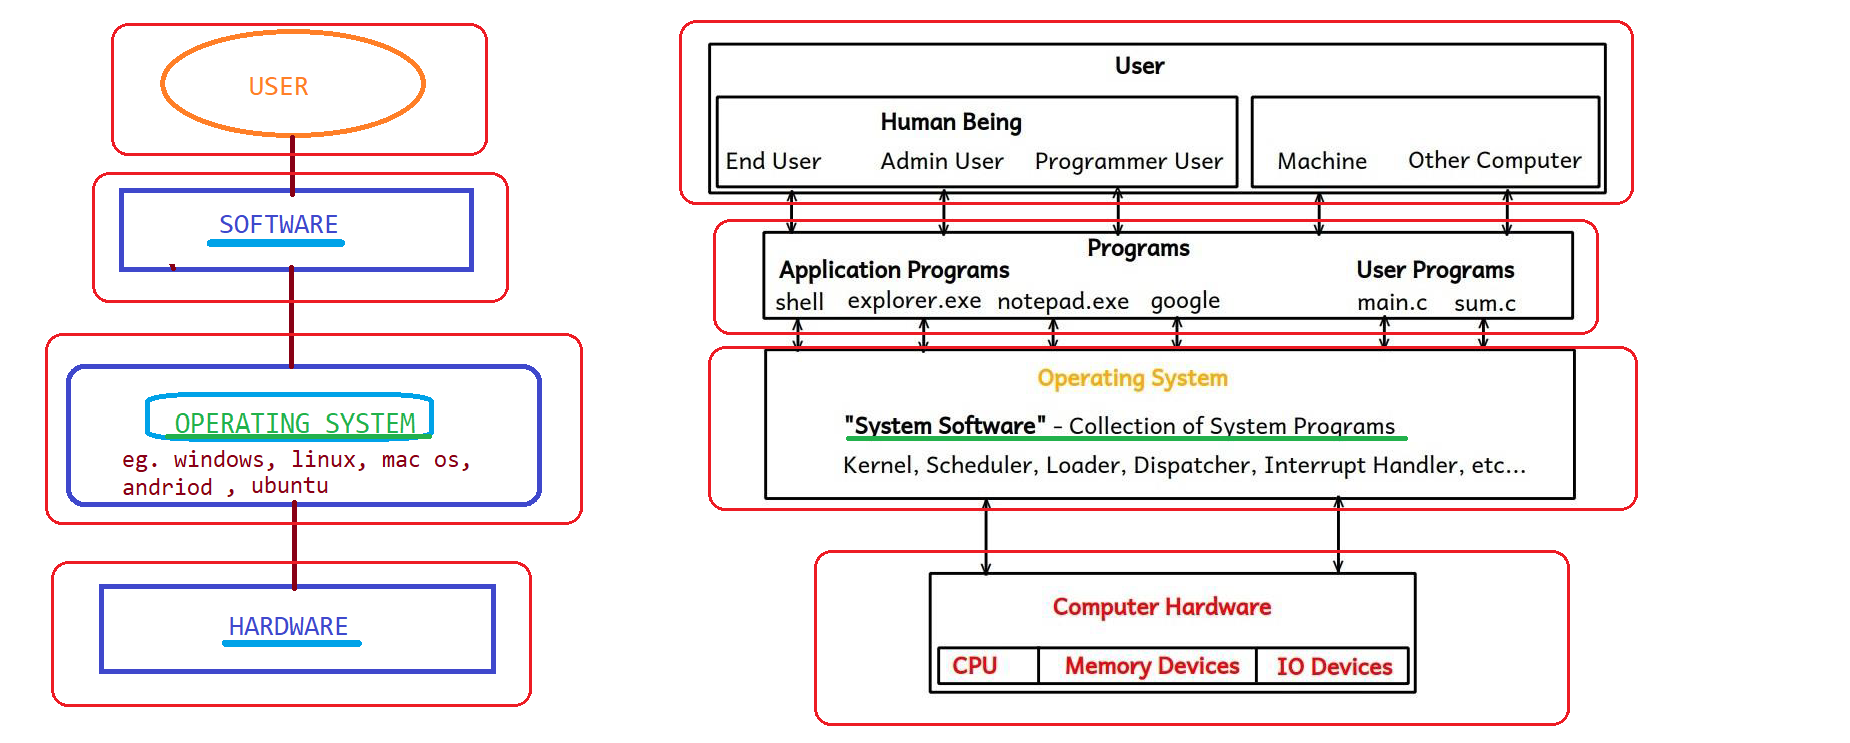 USER
SOFTWARE
OPERATING SYSTEM
eg. windows, linux, mac os,
andriod , ubuntu
HARDWARE
User
Human Being
End User Admin User Programmer User
Machine Other Computer
Programs
Application Programs User Programs
shell explorer.exe notepad.exe google main.c sum.c
Operating System
"System Software" - Collection of System Programs
Kernel, Scheduler, Loader, Dispatcher, Interrupt Handler, etc...
Computer Hardware
CPU Memory Devices IO Devices